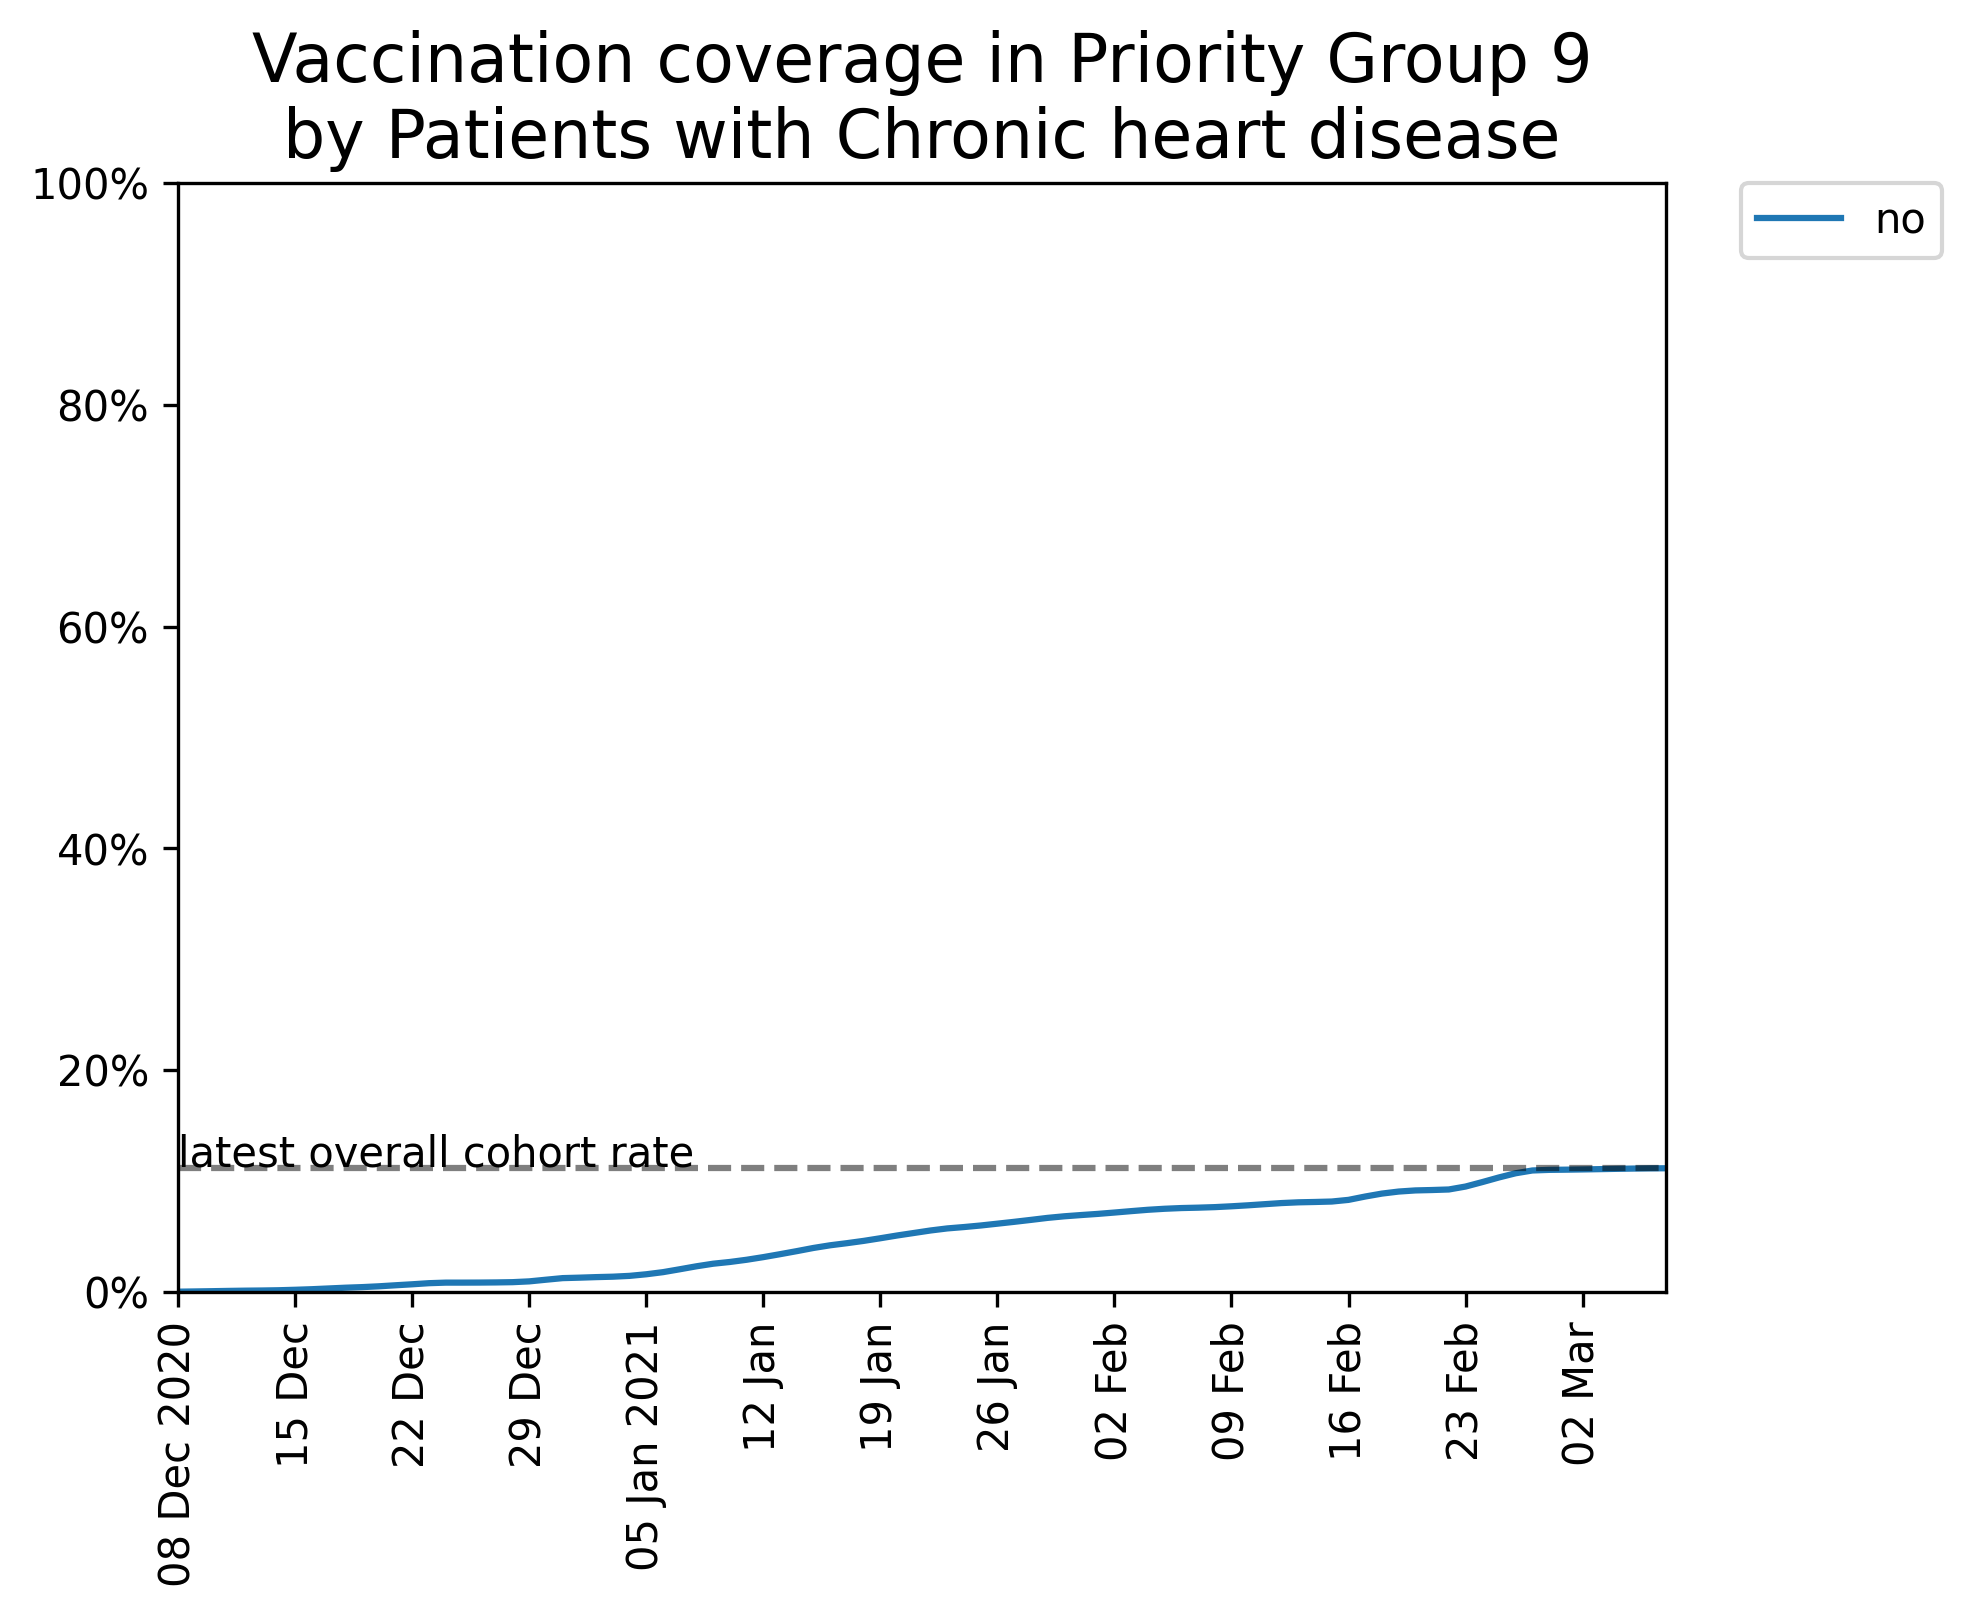 Vaccination coverage in Priority Group 9
by Patients with Chronic heart disease
100%
80%
60%
40%
20%
0%
latest overall cohort rate
no
08 Dec 2020
15 Dec
22 Dec
29 Dec
05 Jan 2021
12 Jan
19 Jan
26 Jan
02 Feb
09 Feb
16 Feb
23 Feb
02 Mar